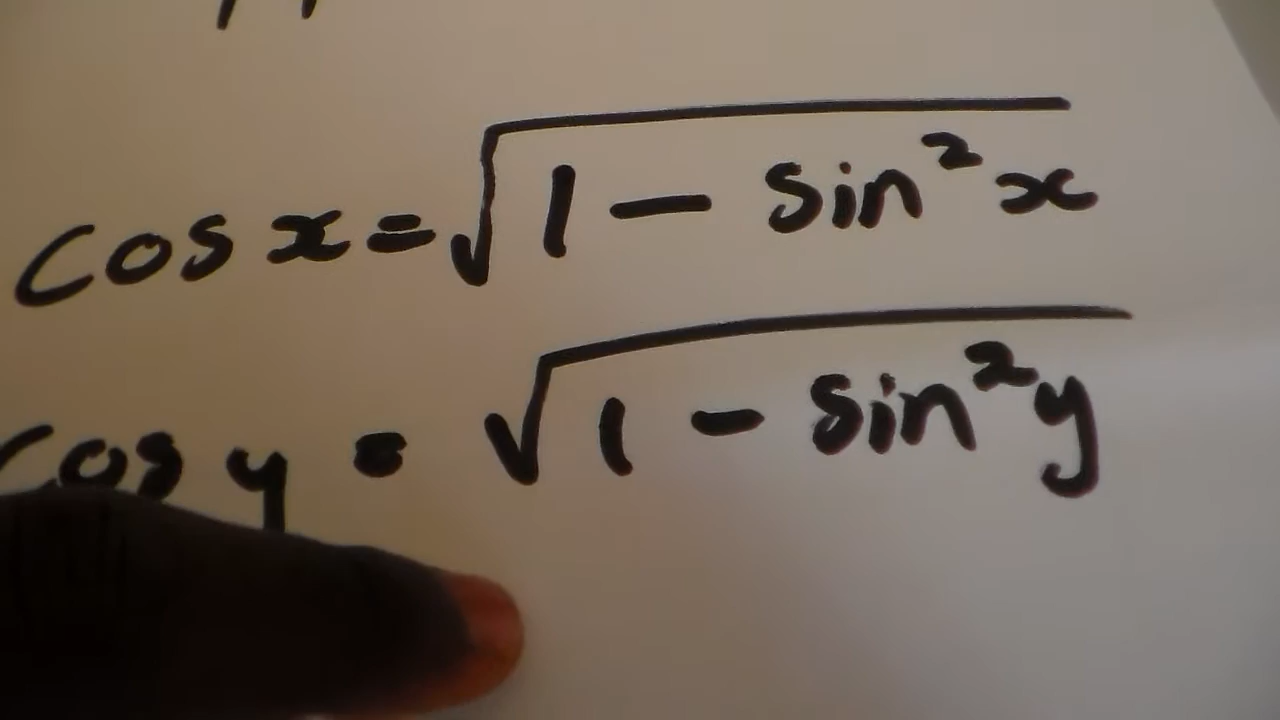 cos x = √(1 - sin²x)
cos y = √(1 - sin²y)